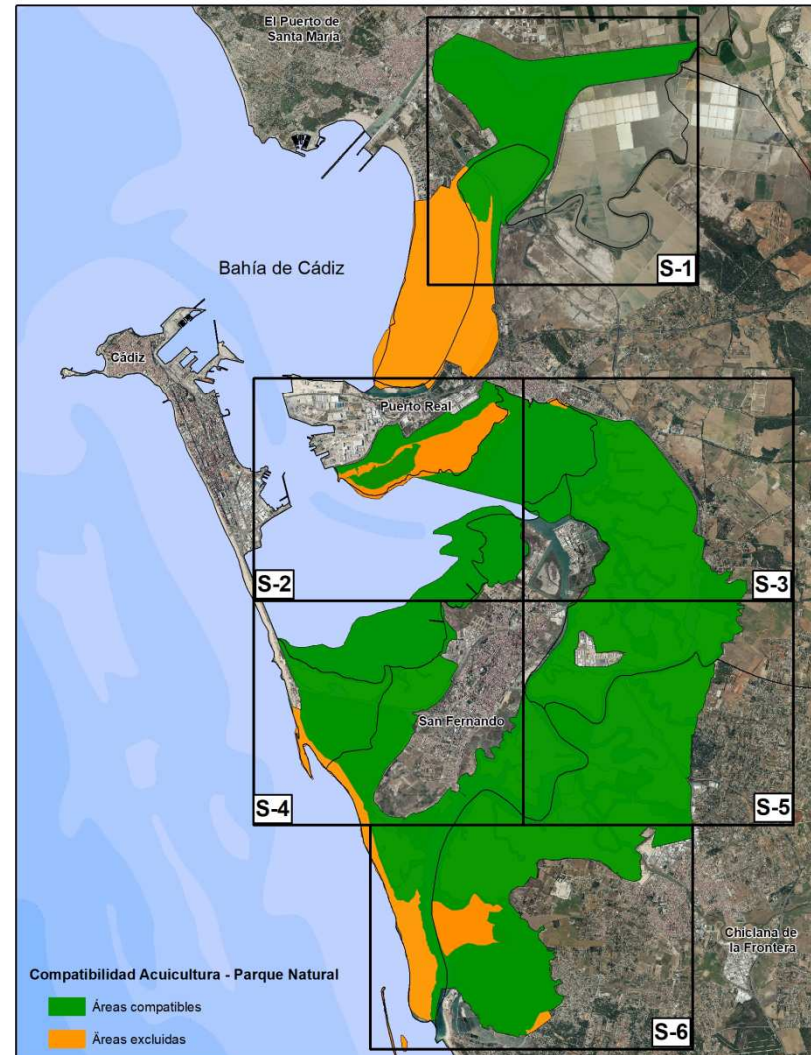 El Puerto de
Santa María
S-1
Bahía de Cádiz
Cádiz
Puerto Real
S-2
S-3
San Fernando
S-4
S-5
Chiclana de
la Frontera
Compatibilidad Acuicultura - Parque Natural
Áreas compatibles
Äreas excluidas
S-6